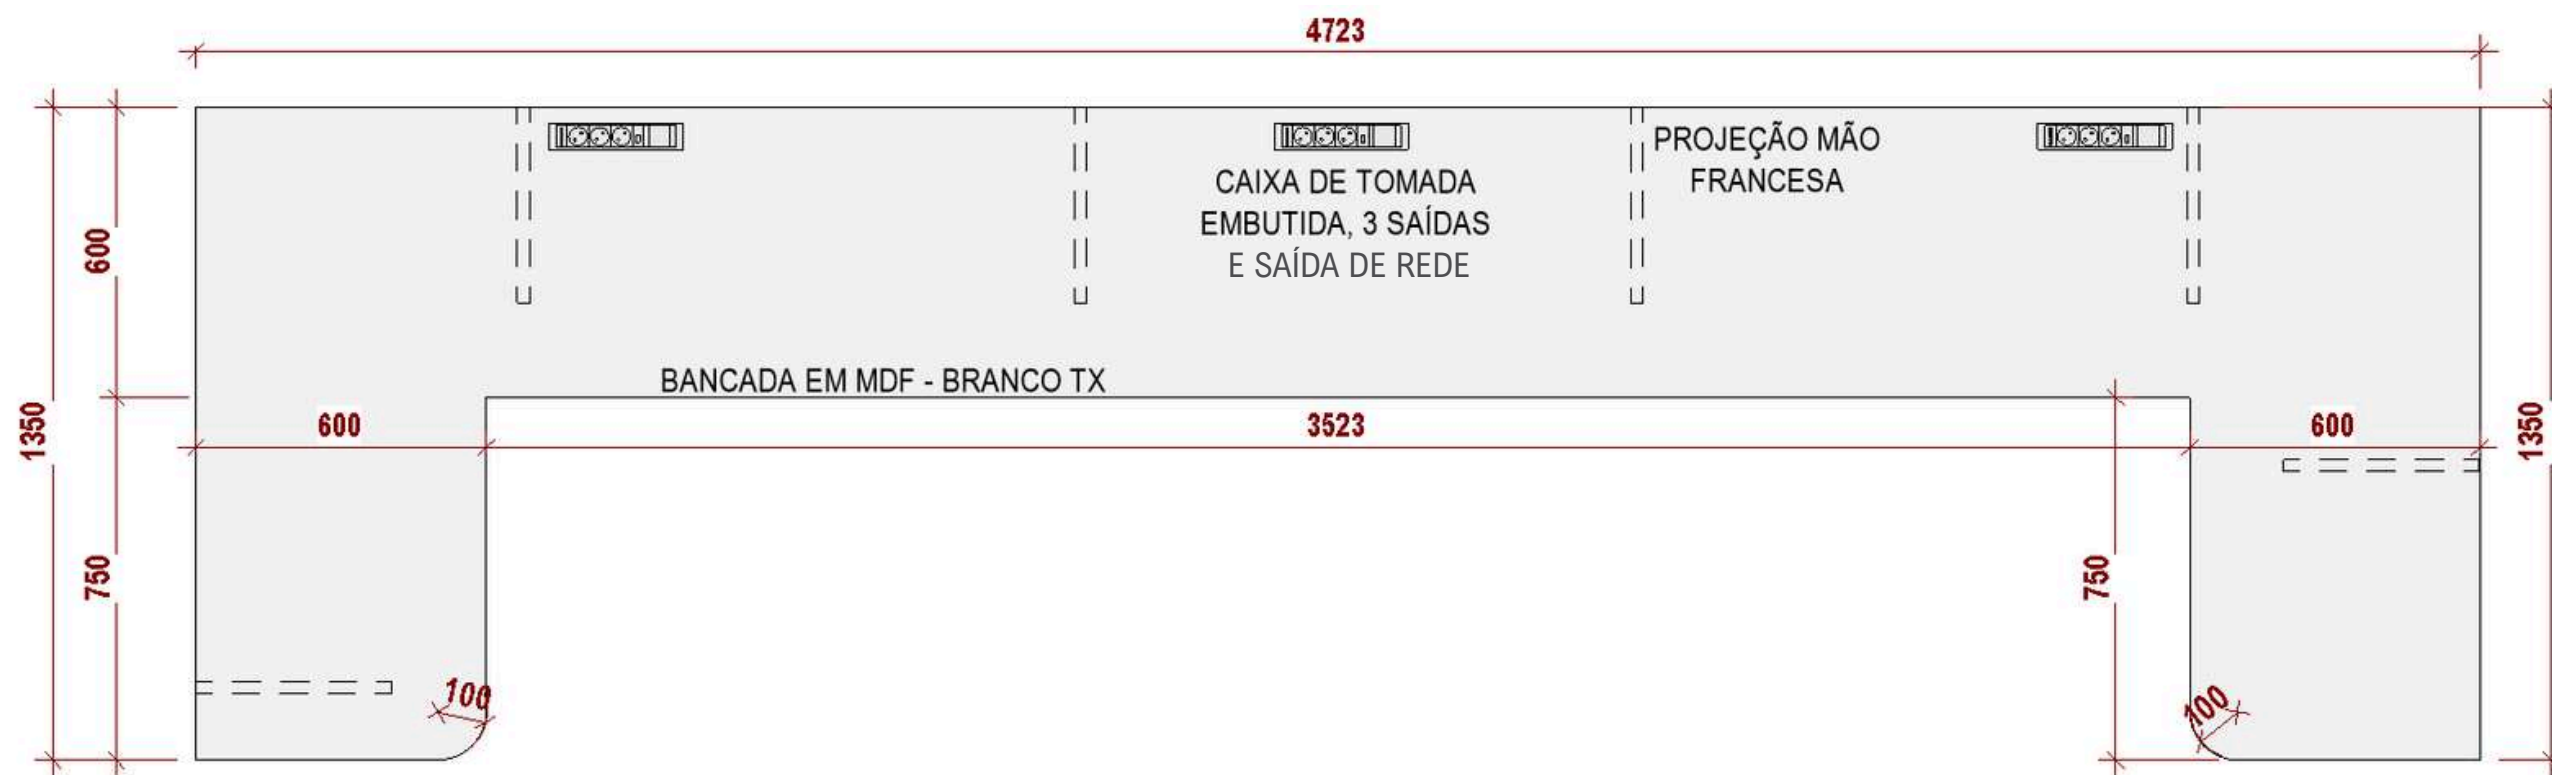 4723
PROJEÇÃO MÃO
FRANCESA
CAIXA DE TOMADA
EMBUTIDA, 3 SAÍDAS
E SAÍDA DE REDE
600
BANCADA EM MDF - BRANCO TX
1350
600
3523
600
1350
750
750
100
100